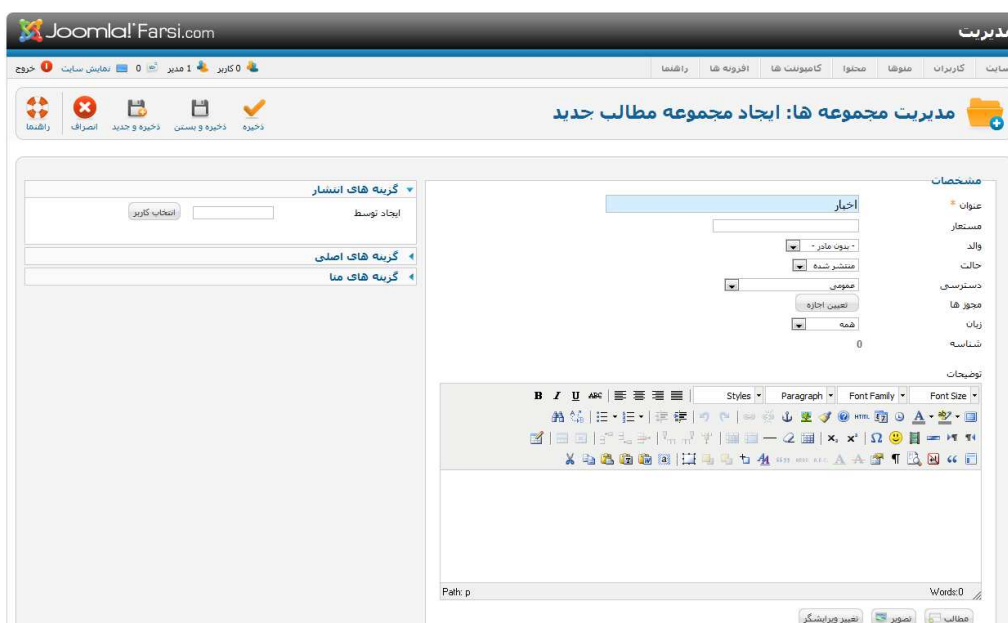 Joomla! Farsi.com
مدیریت
سایت کاربران منوها محتوا کامپوننت ها افزونه ها راهنما
0 کاربر 1 مدیر 0 نمایش سایت خروج
مدیریت مجموعه ها: ایجاد مجموعه مطالب جدید
ذخیره ذخیره و بستن ذخیره و جدید انصراف راهنما
مشخصات
عنوان * اخبار
مستعار
والد - بدون مادر -
حالت منتشر شده
دسترسی عمومی
مجوز ها تعیین اجازه
زبان همه
شناسه 0
توضیحات
B I U ABC Styles Paragraph Font Family Font Size
HTML
Path: p Words:0
مطالب تصویر تغییر ویرایشگر
گزینه های انتشار
ایجاد توسط انتخاب کاربر
گزینه های اصلی
گزینه های متا